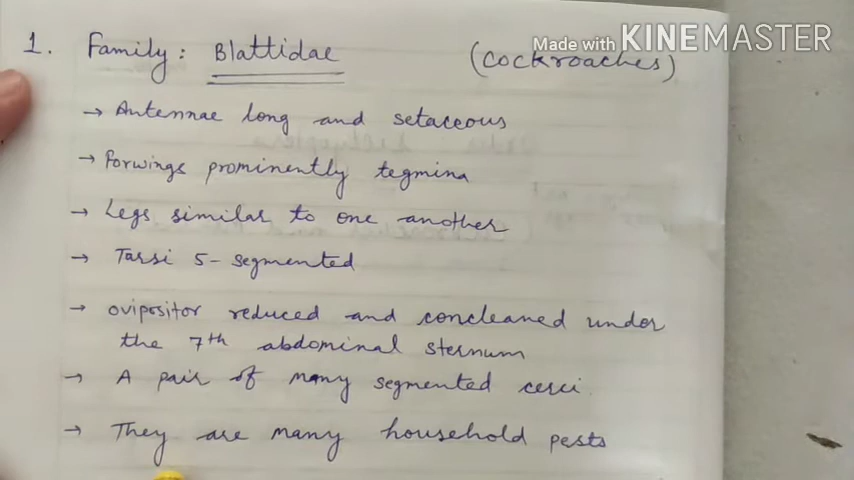 Made with KINEMASTER
1. Family: Blattidae (cockroaches)
→ Antennae long and setaceous
→ Forwings prominently tegmina
→ Legs similar to one another
→ Tarsi 5-segmented
→ ovipositor reduced and concleaned under
the 7th abdominal sternum
→ A pair of many segmented cerci.
→ They are many household pests